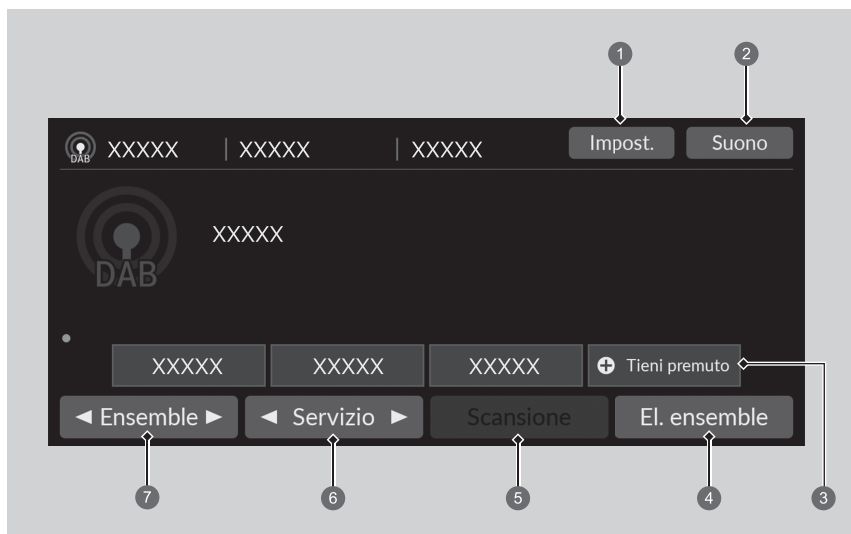 1
2
DAB XXXXX | XXXXX | XXXXX Impost. Suono
DAB
XXXXX
XXXXX XXXXX XXXXX Tieni premuto
◀ Ensemble ▶ ◀ Servizio ▶ Scansione El. ensemble
7 6 5 4 3